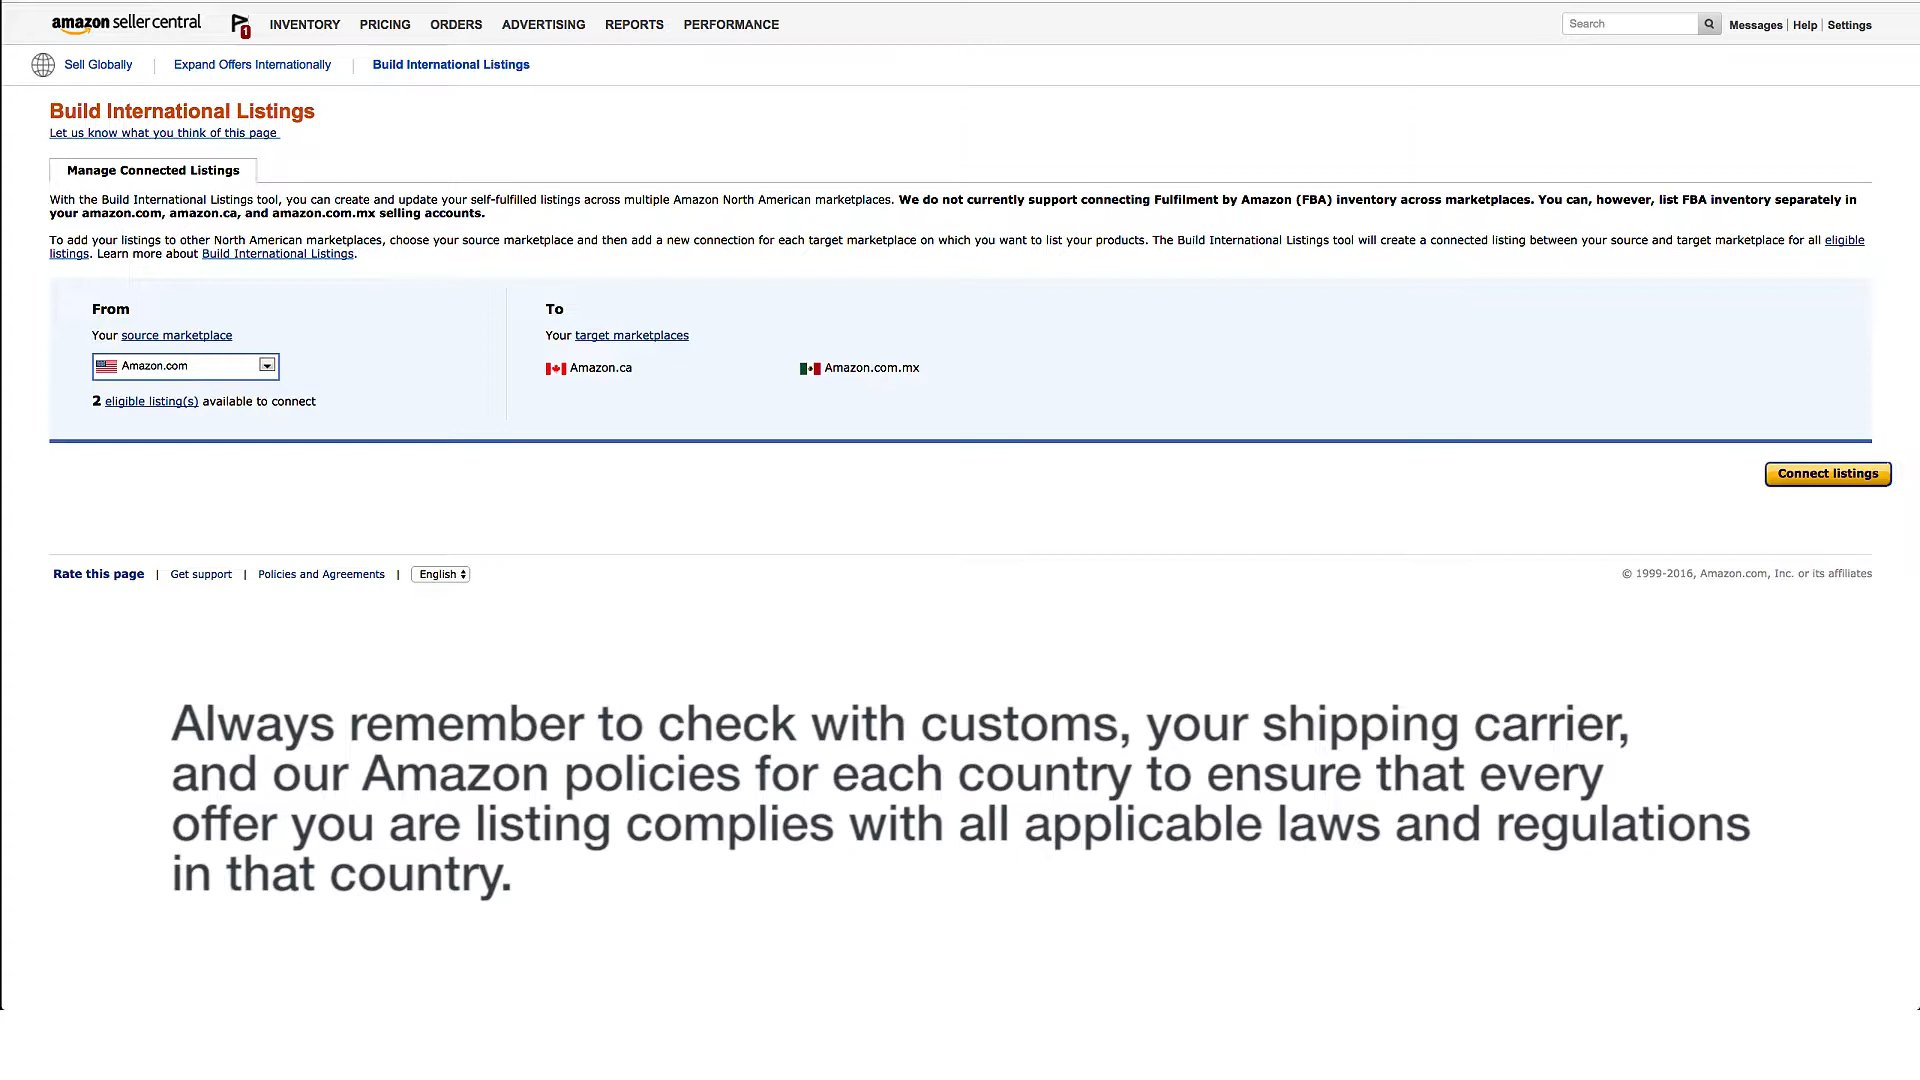 amazon seller central 1 INVENTORY PRICING ORDERS ADVERTISING REPORTS PERFORMANCE Search Messages | Help | Settings
Sell Globally | Expand Offers Internationally | Build International Listings
Build International Listings
Let us know what you think of this page
Manage Connected Listings
With the Build International Listings tool, you can create and update your self-fulfilled listings across multiple Amazon North American marketplaces. We do not currently support connecting Fulfilment by Amazon (FBA) inventory across marketplaces. You can, however, list FBA inventory separately in
your amazon.com, amazon.ca, and amazon.com.mx selling accounts.
To add your listings to other North American marketplaces, choose your source marketplace and then add a new connection for each target marketplace on which you want to list your products. The Build International Listings tool will create a connected listing between your source and target marketplace for all eligible
listings. Learn more about Build International Listings.
From
Your source marketplace
Amazon.com
2 eligible listing(s) available to connect
To
Your target marketplaces
Amazon.ca Amazon.com.mx
Connect listings
Rate this page | Get support | Policies and Agreements | English © 1999-2016, Amazon.com, Inc. or its affiliates
Always remember to check with customs, your shipping carrier,
and our Amazon policies for each country to ensure that every
offer you are listing complies with all applicable laws and regulations
in that country.